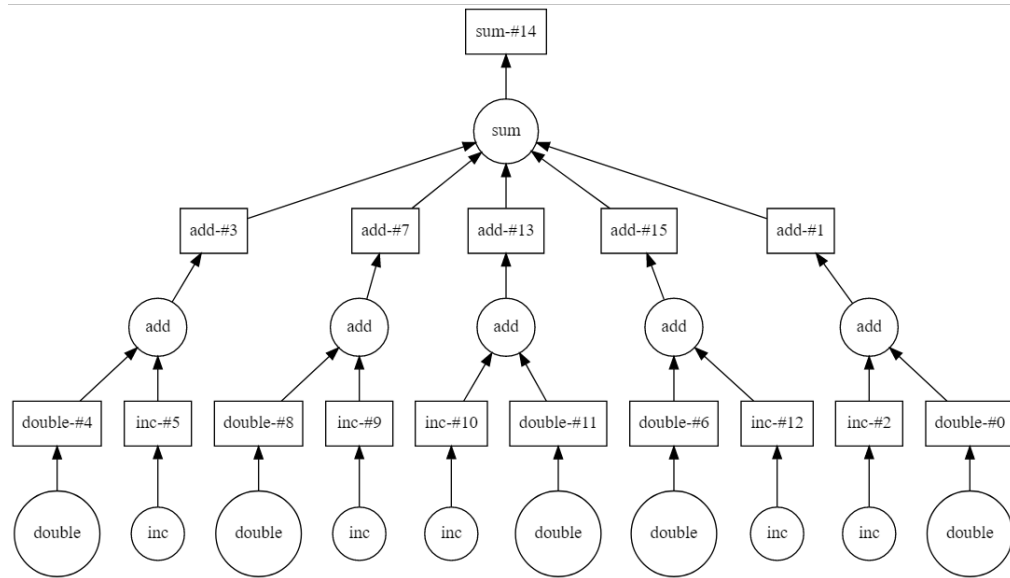 sum-#14
sum
add-#3 add-#7 add-#13 add-#15 add-#1
add add add add add
double-#4 inc-#5 double-#8 inc-#9 inc-#10 double-#11 double-#6 inc-#12 inc-#2 double-#0
double inc double inc inc double double inc inc double